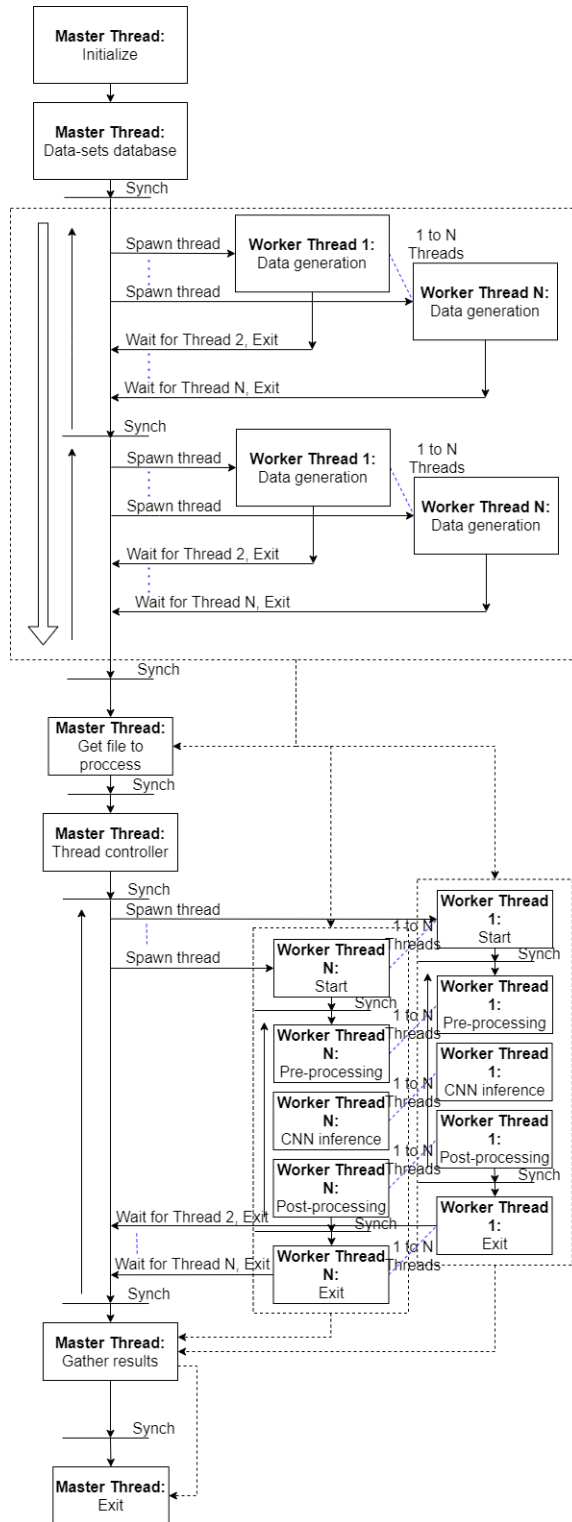 Master Thread:
Initialize
Master Thread:
Data-sets database
Synch
Spawn thread
Worker Thread 1:
Data generation
1 to N
Threads
Spawn thread
Worker Thread N:
Data generation
Wait for Thread 2, Exit
Wait for Thread N, Exit
Synch
Spawn thread
Worker Thread 1:
Data generation
1 to N
Threads
Spawn thread
Worker Thread N:
Data generation
Wait for Thread 2, Exit
Wait for Thread N, Exit
Synch
Master Thread:
Get file to
proccess
Synch
Master Thread:
Thread controller
Synch
Spawn thread
Worker Thread
1:
Start
Synch
1 to N
Threads
Spawn thread
Worker Thread
N:
Start
Synch
Worker Thread
1:
Pre-processing
1 to N
Threads
Worker Thread
N:
Pre-processing
Worker Thread
1:
CNN inference
1 to N
Threads
Worker Thread
N:
CNN inference
Worker Thread
1:
Post-processing
Synch
1 to N
Threads
Worker Thread
N:
Post-processing
Synch
Wait for Thread 2, Exit
Worker Thread
1:
Exit
1 to N
Threads
Wait for Thread N, Exit
Worker Thread
N:
Exit
Synch
Master Thread:
Gather results
Synch
Master Thread:
Exit